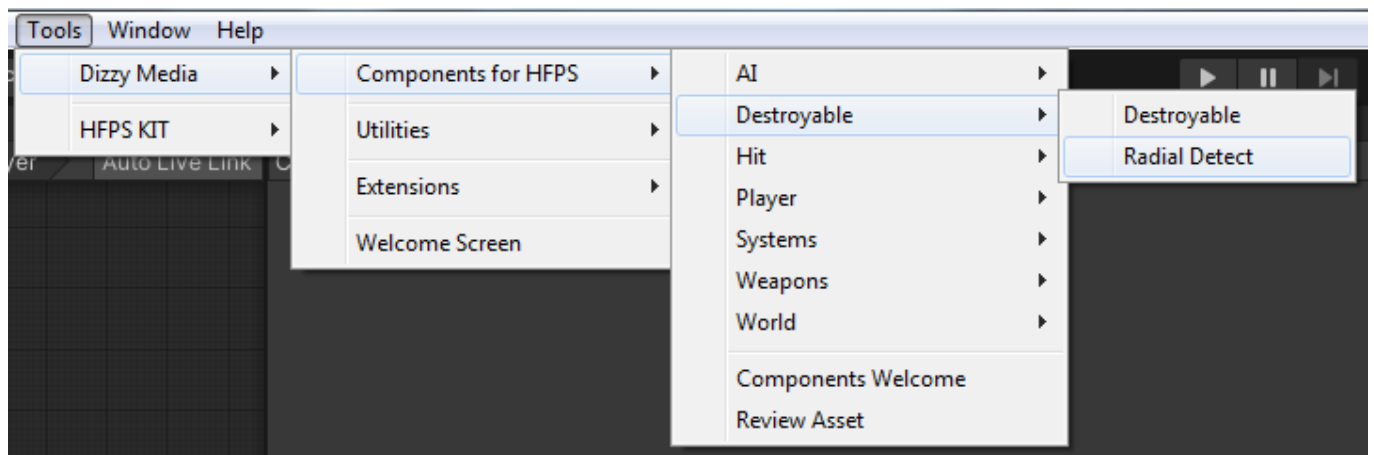 Tools Window Help
Dizzy Media
HFPS KIT
Auto Live Link
Components for HFPS
Utilities
Extensions
Welcome Screen
AI
Destroyable
Hit
Player
Systems
Weapons
World
Components Welcome
Review Asset
Destroyable
Radial Detect